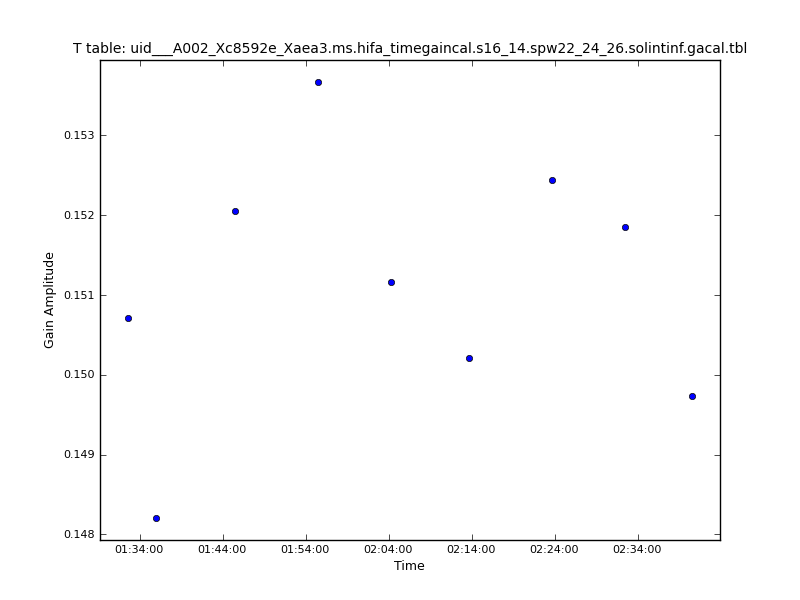 T table: uid___A002_Xc8592e_Xaea3.ms.hifa_timegaincal.s16_14.spw22_24_26.solintinf.gacal.tbl
0.153
0.152
0.151
0.150
0.149
0.148
Gain Amplitude
01:34:00 01:44:00 01:54:00 02:04:00 02:14:00 02:24:00 02:34:00
Time